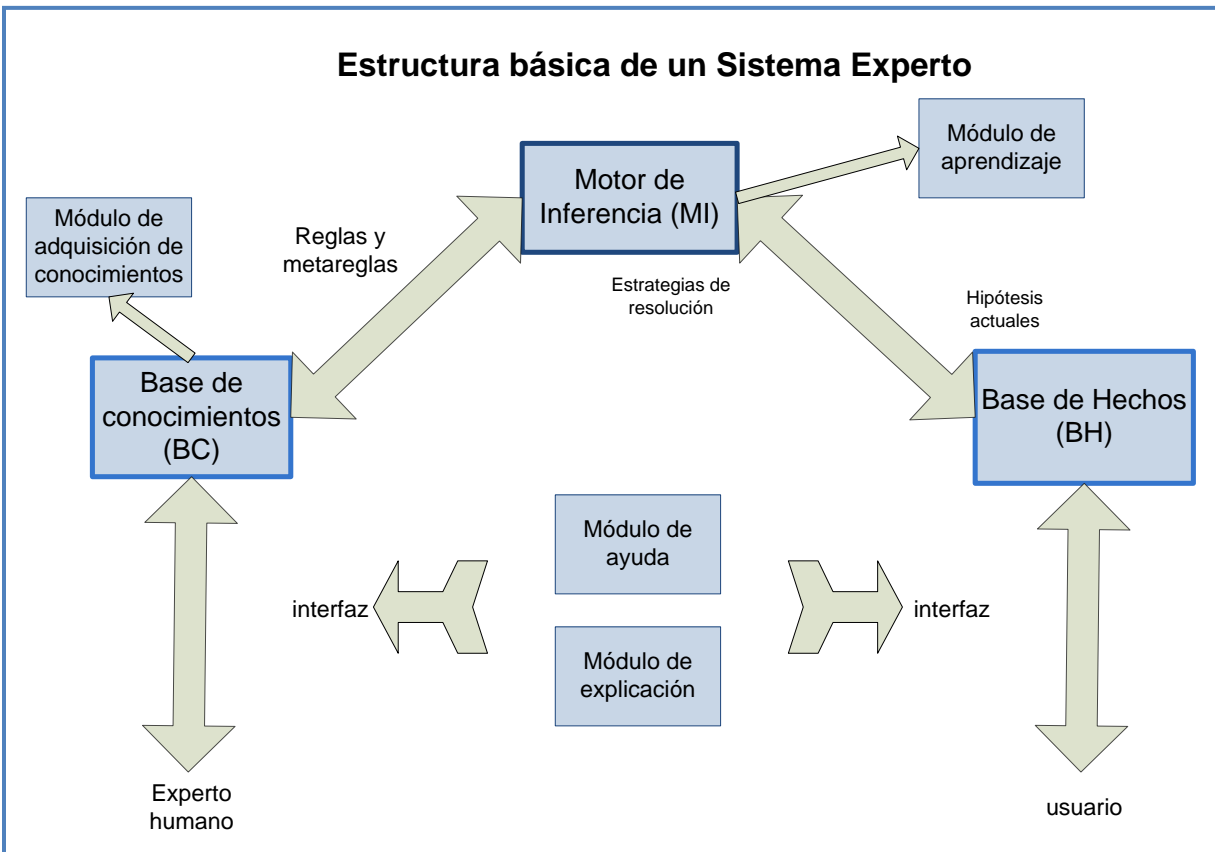 Estructura básica de un Sistema Experto
Módulo de
aprendizaje
Motor de
Inferencia (MI)
Módulo de
adquisición de
conocimientos
Reglas y
metareglas
Estrategias de
resolución
Hipótesis
actuales
Base de
conocimientos
(BC)
Base de Hechos
(BH)
Módulo de
ayuda
interfaz
interfaz
Módulo de
explicación
Experto
humano
usuario